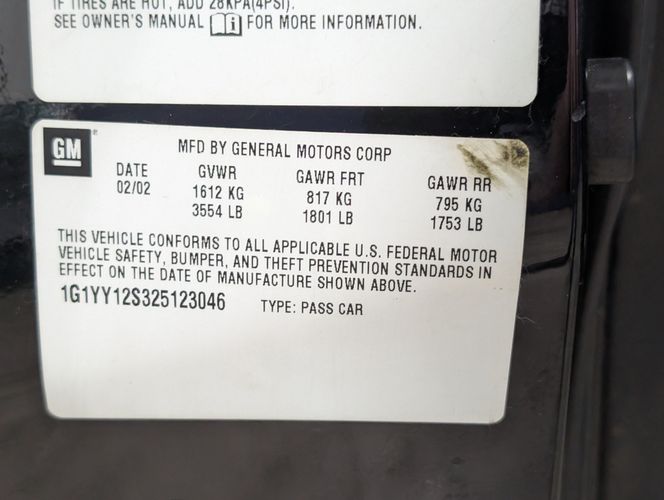 IF TIRES ARE HOT, ADD 28KPA(4PSI).
SEE OWNER'S MANUAL FOR MORE INFORMATION.
GM ®
MFD BY GENERAL MOTORS CORP
DATE GVWR GAWR FRT GAWR RR
02/02 1612 KG 817 KG 795 KG
3554 LB 1801 LB 1753 LB
THIS VEHICLE CONFORMS TO ALL APPLICABLE U.S. FEDERAL MOTOR
VEHICLE SAFETY, BUMPER, AND THEFT PREVENTION STANDARDS IN
EFFECT ON THE DATE OF MANUFACTURE SHOWN ABOVE.
1G1YY12S325123046 TYPE: PASS CAR